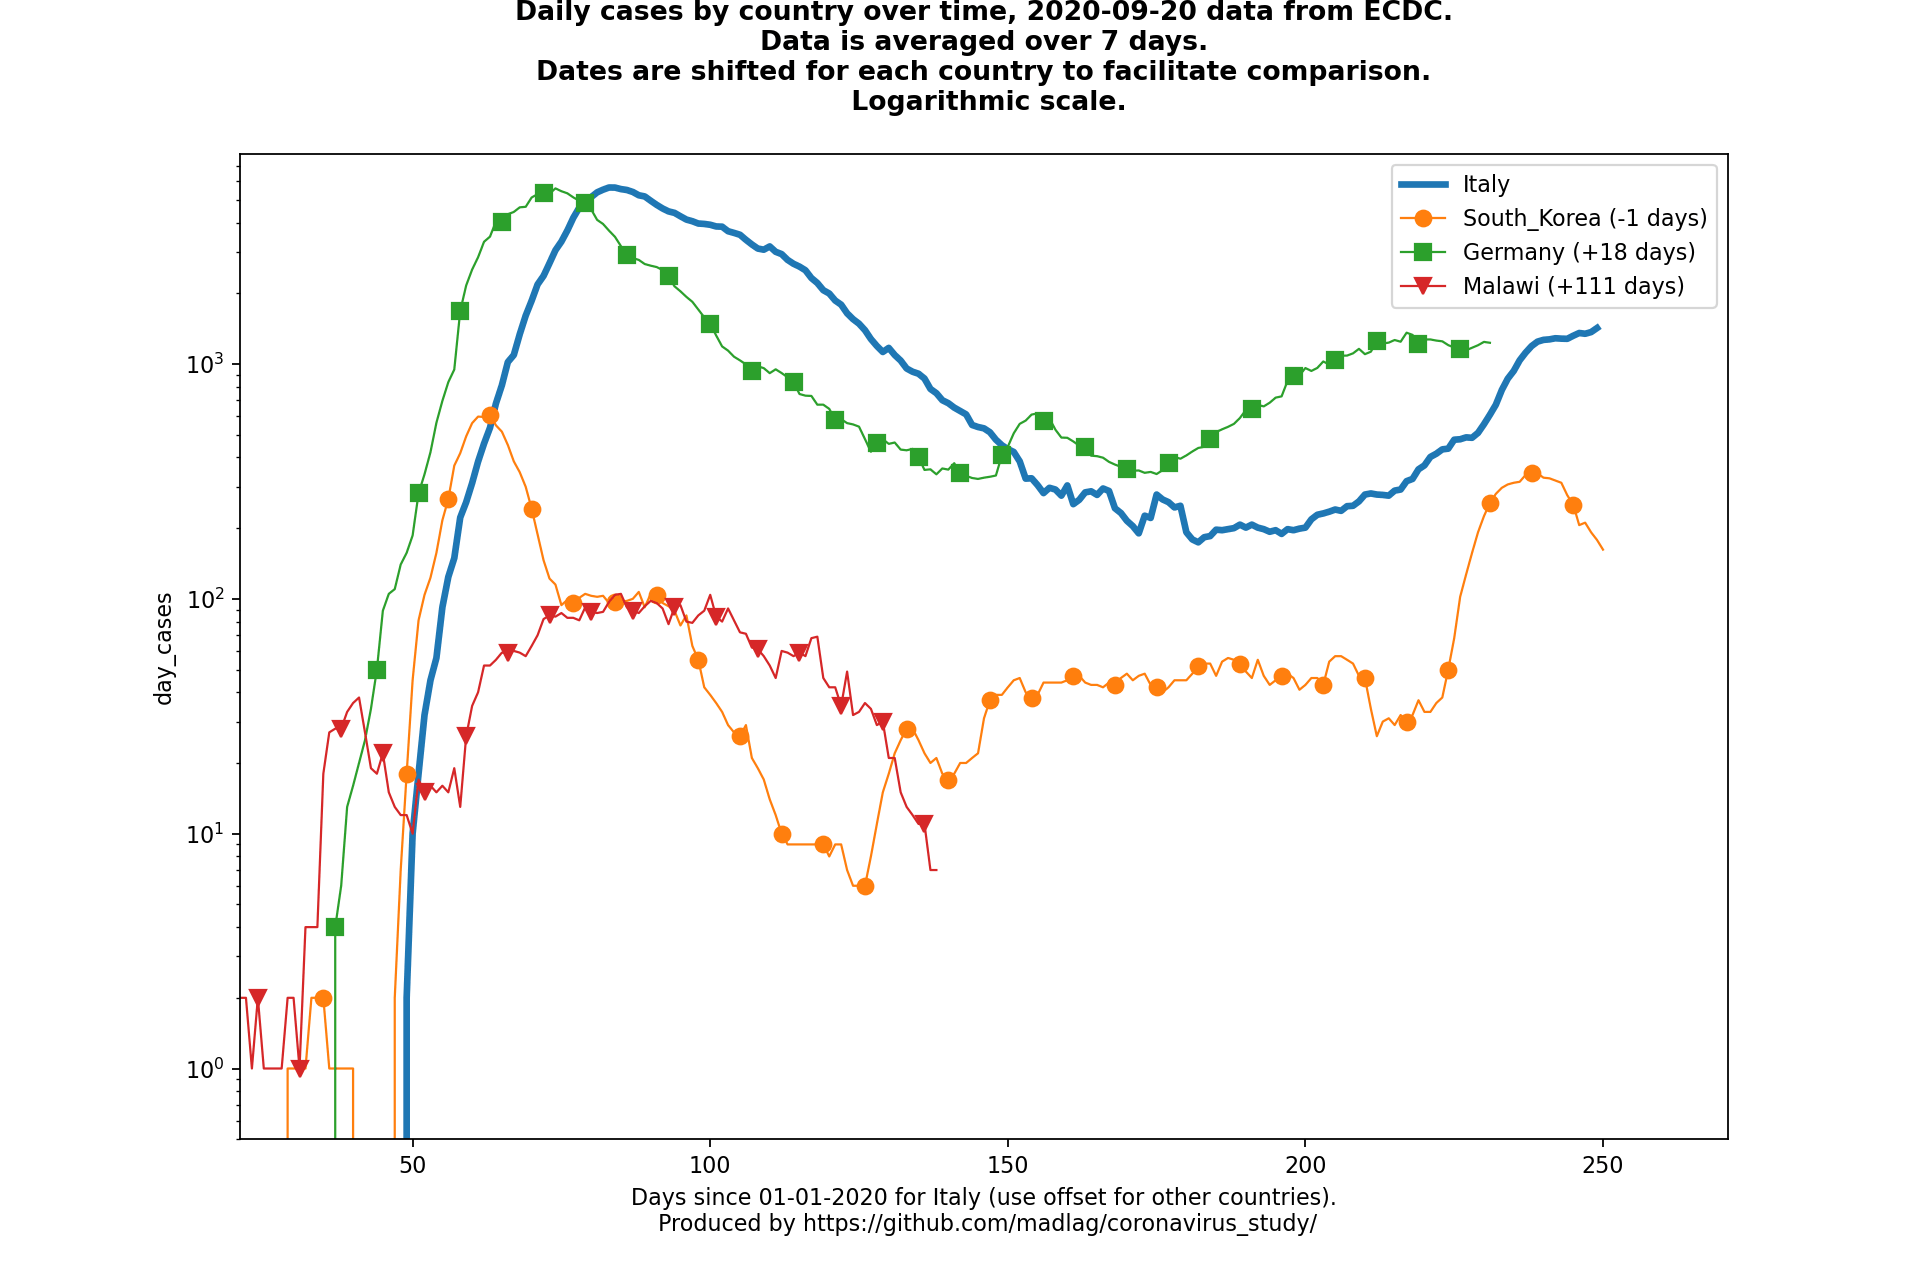 Daily cases by country over time, 2020-09-20 data from ECDC.
Data is averaged over 7 days.
Dates are shifted for each country to facilitate comparison.
Logarithmic scale.
Italy
South_Korea (-1 days)
Germany (+18 days)
Malawi (+111 days)
day_cases
10³
10²
10¹
10⁰
50 100 150 200 250
Days since 01-01-2020 for Italy (use offset for other countries).
Produced by https://github.com/madlag/coronavirus_study/